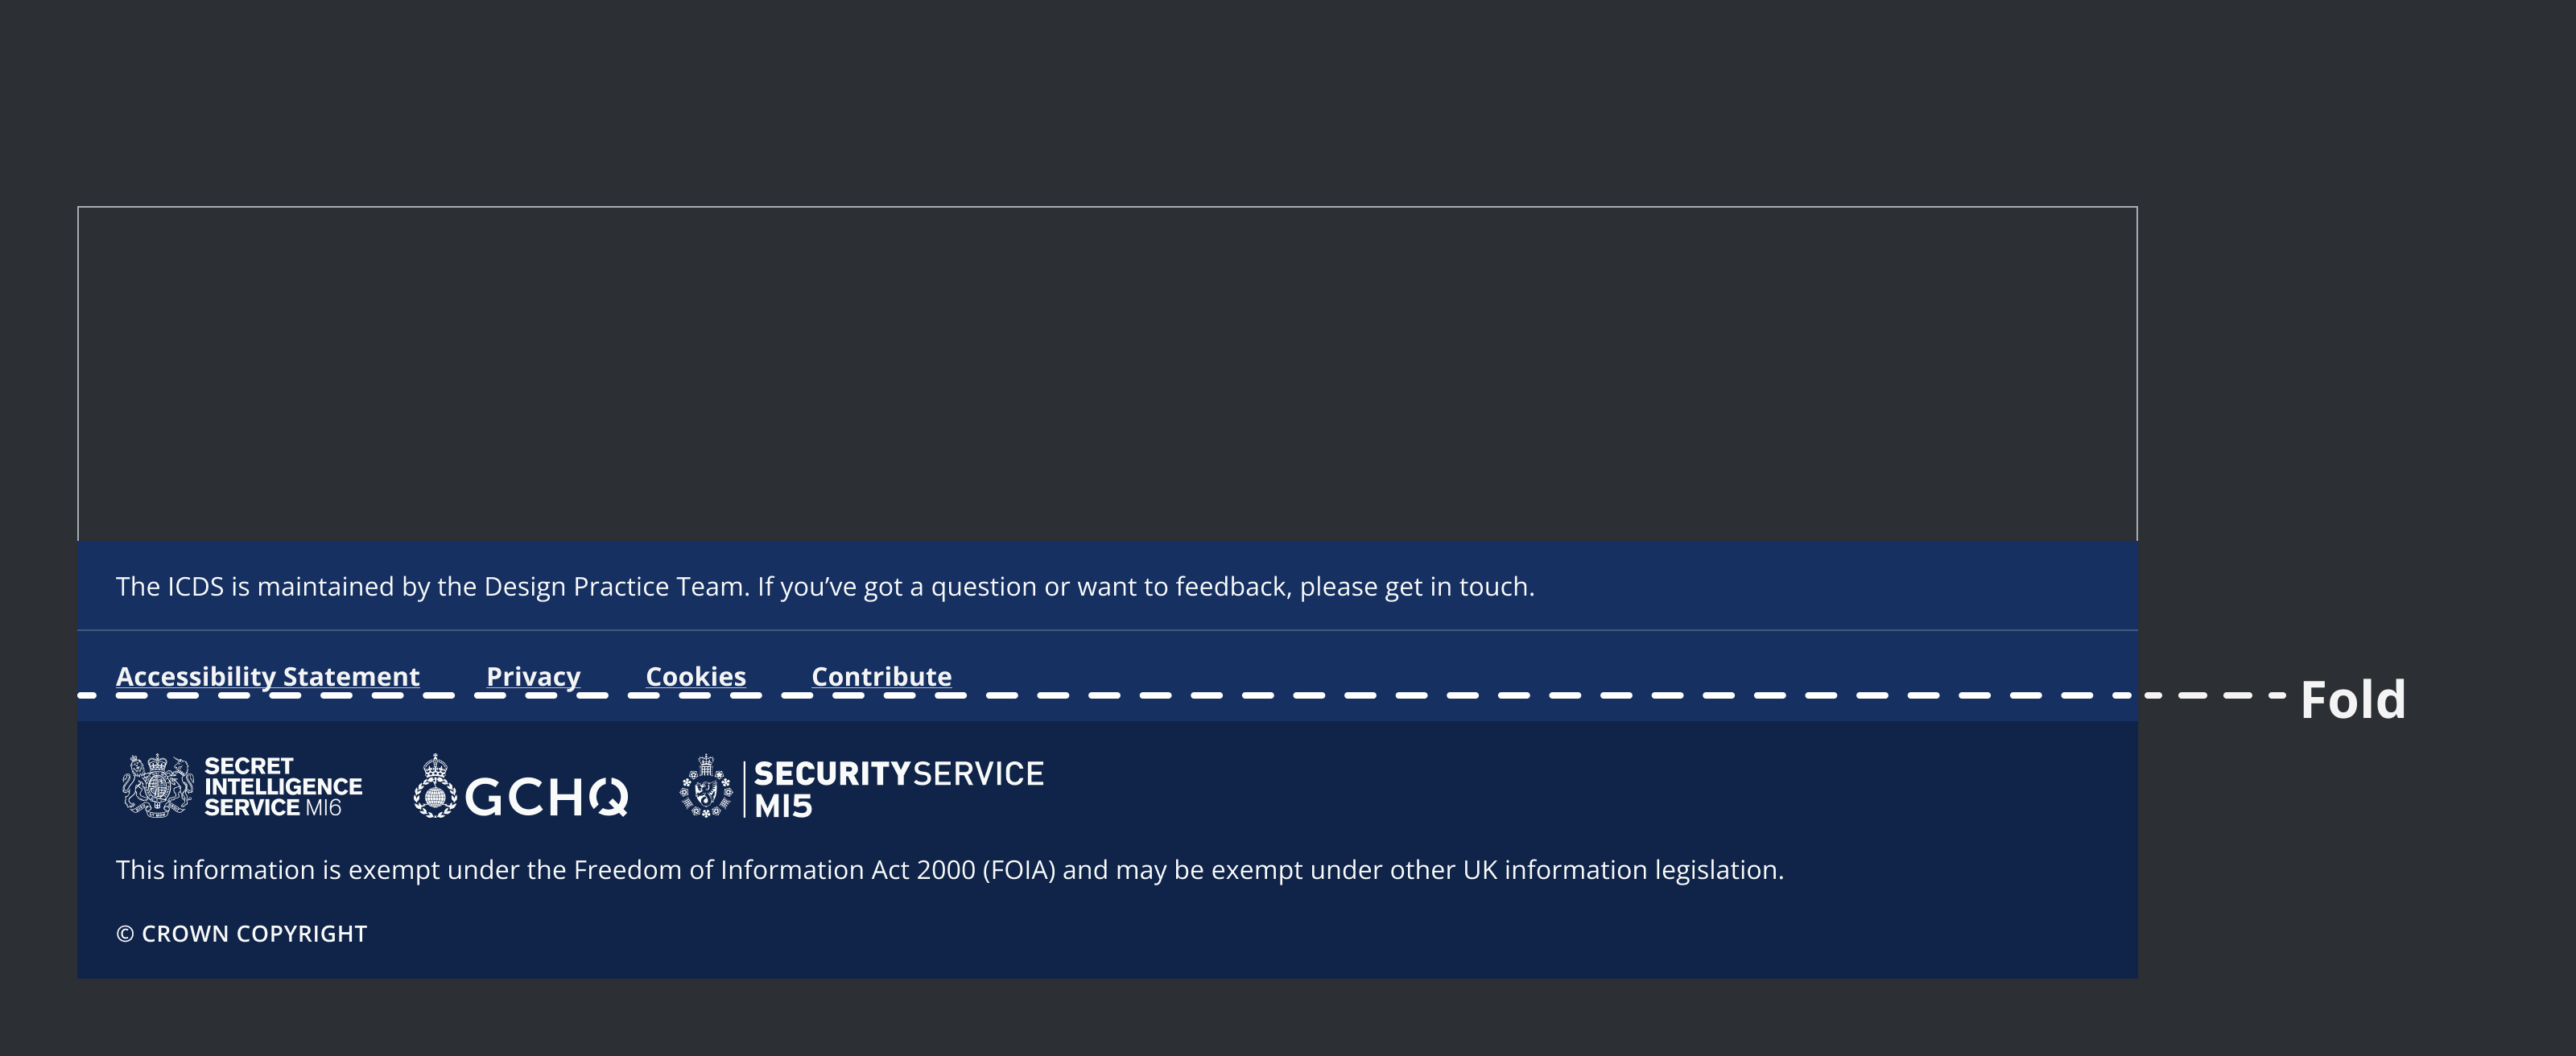 The ICDS is maintained by the Design Practice Team. If you’ve got a question or want to feedback, please get in touch.
Accessibility Statement Privacy Cookies Contribute
Fold
SECRET
INTELLIGENCE
SERVICE MI6
GCHQ
SECURITYSERVICE
MI5
This information is exempt under the Freedom of Information Act 2000 (FOIA) and may be exempt under other UK information legislation.
© CROWN COPYRIGHT